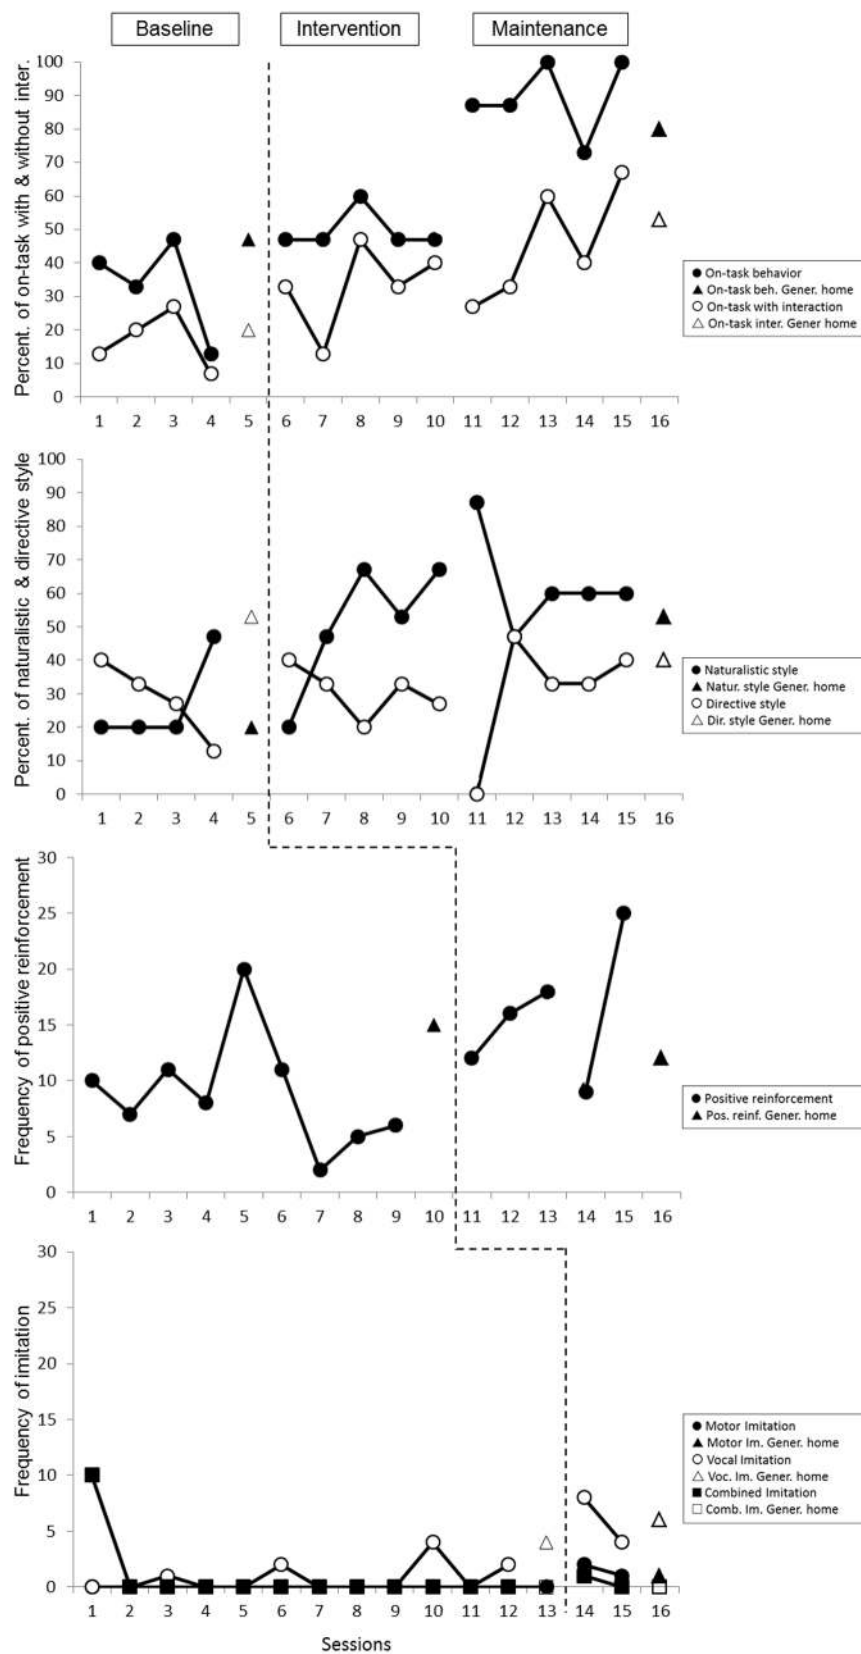 Baseline Intervention Maintenance
Percent. of on-task with & without inter.
100
90
80
70
60
50
40
30
20
10
0
1 2 3 4 5 6 7 8 9 10 11 12 13 14 15 16
On-task behavior
On-task beh. Gener. home
On-task with interaction
On-task inter. Gener home
Percent. of naturalistic & directive style
100
90
80
70
60
50
40
30
20
10
0
1 2 3 4 5 6 7 8 9 10 11 12 13 14 15 16
Naturalistic style
Natur. style Gener. home
Directive style
Dir. style Gener. home
Frequency of positive reinforcement
30
25
20
15
10
5
0
1 2 3 4 5 6 7 8 9 10 11 12 13 14 15 16
Positive reinforcement
Pos. reinf. Gener. home
Frequency of imitation
30
25
20
15
10
5
0
1 2 3 4 5 6 7 8 9 10 11 12 13 14 15 16
Motor Imitation
Motor Im. Gener. home
Vocal Imitation
Voc. Im. Gener. home
Combined Imitation
Comb. Im. Gener. home
Sessions